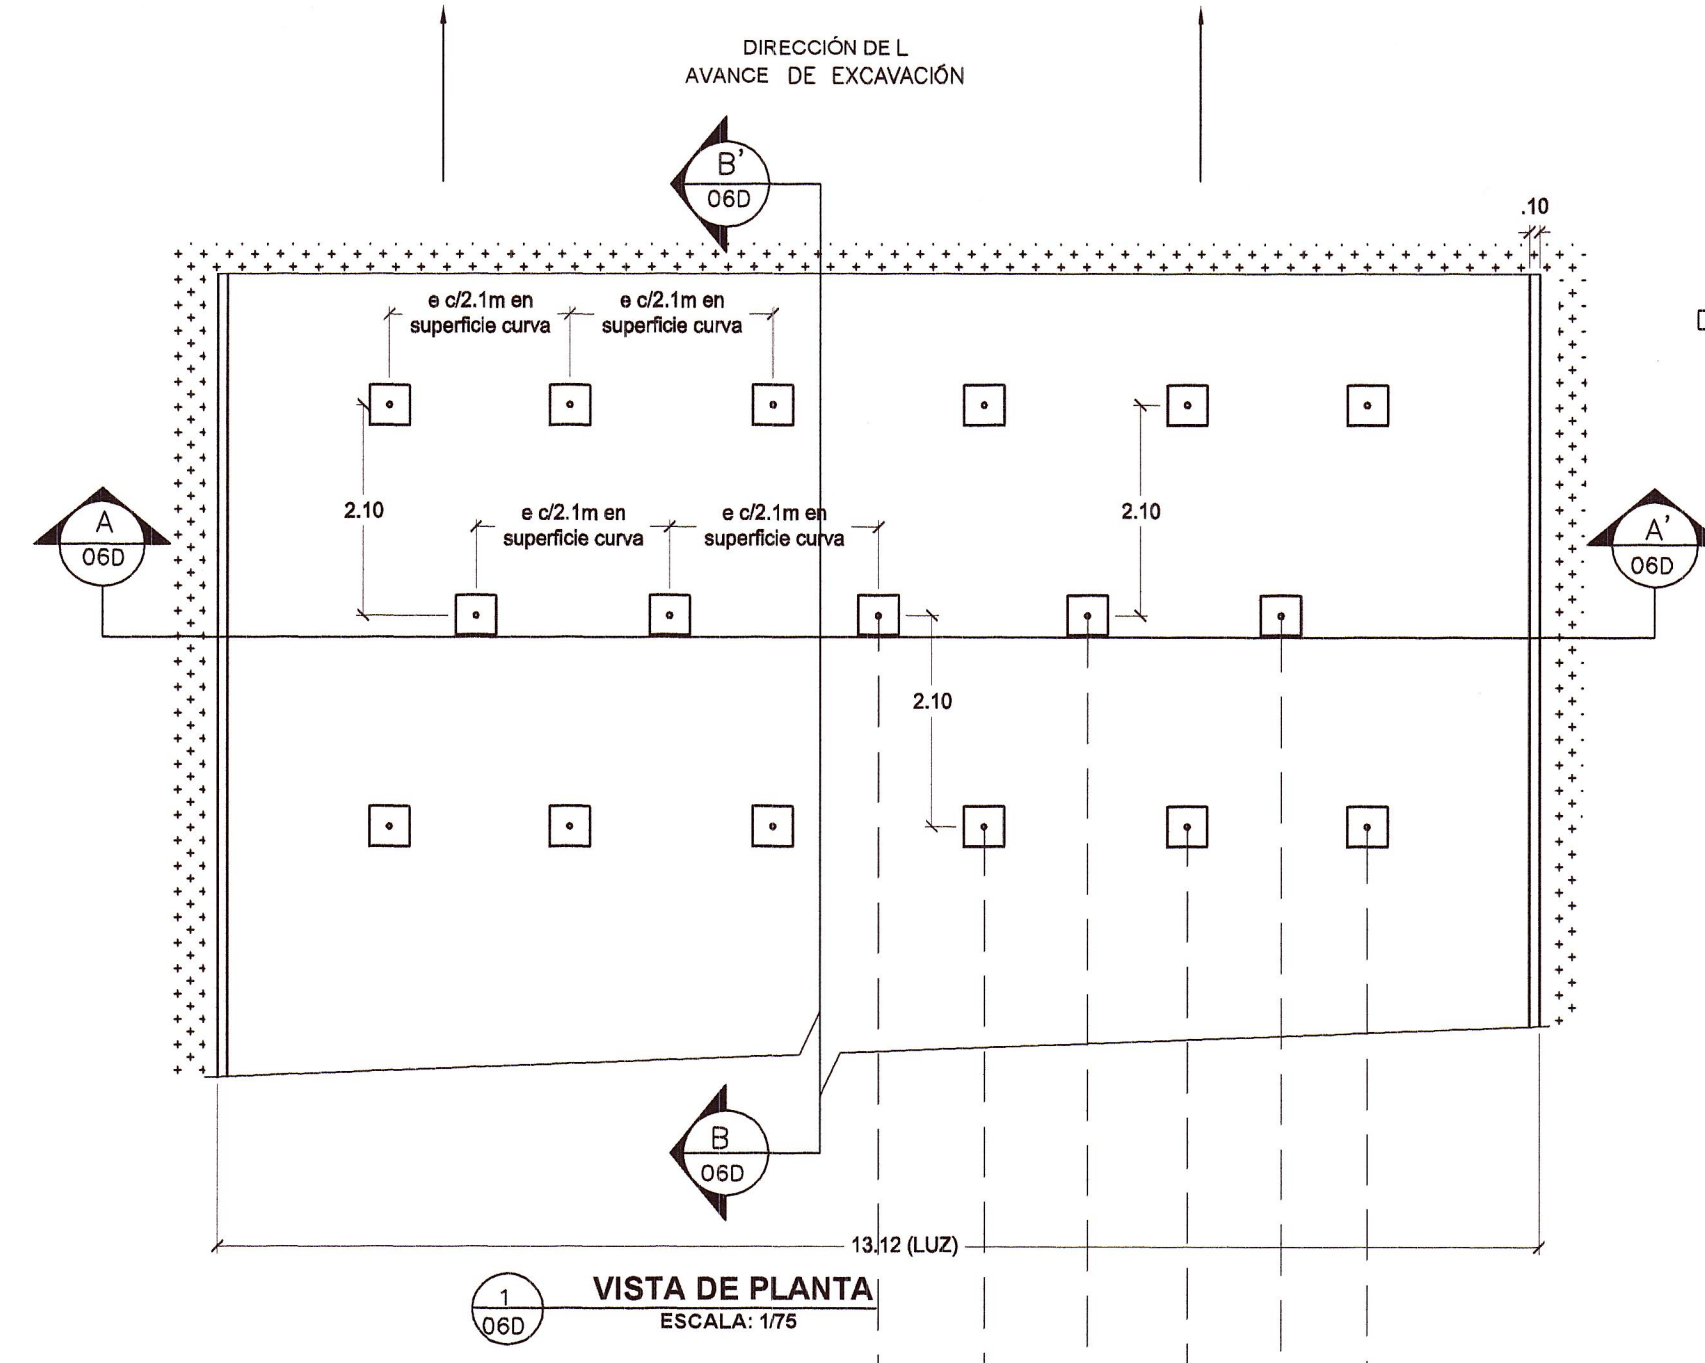 DIRECCIÓN DE L
AVANCE DE EXCAVACIÓN
B'
06D
.10
e c/2.1m en
superficie curva
e c/2.1m en
superficie curva
2.10
e c/2.1m en
superficie curva
e c/2.1m en
superficie curva
2.10
A
06D
A'
06D
2.10
B
06D
13.12 (LUZ)
1
06D
VISTA DE PLANTA
ESCALA: 1/75